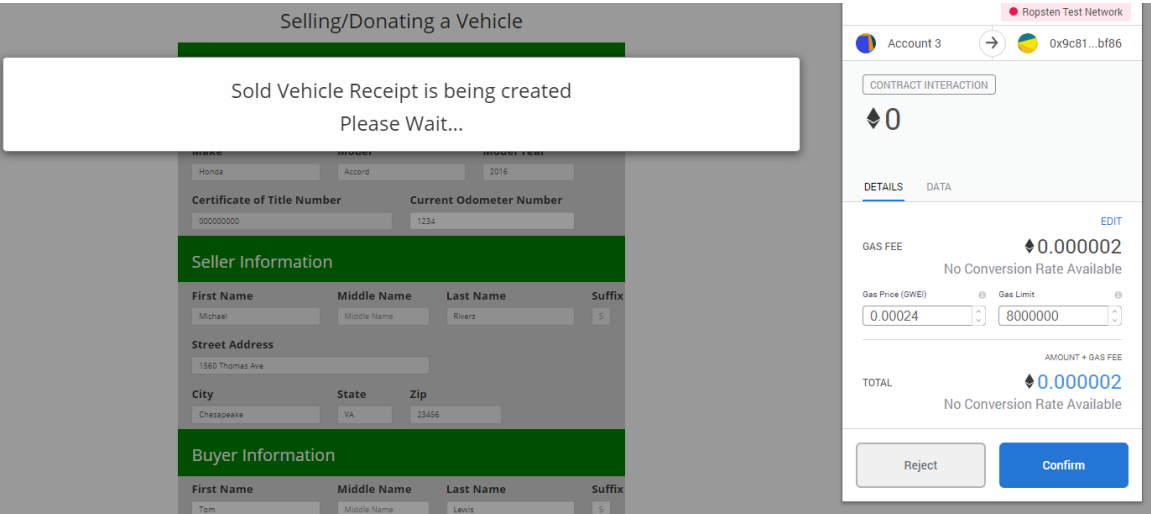 Selling/Donating a Vehicle
Sold Vehicle Receipt is being created
Please Wait...
Make Model Model Year
Honda Accord 2016
Certificate of Title Number Current Odometer Number
000000000 1234
Seller Information
First Name Middle Name Last Name Suffix
Michael Middle Name Rivers S
Street Address
1560 Thomas Ave
City State Zip
Chesapeake VA 23456
Buyer Information
First Name Middle Name Last Name Suffix
Tom Middle Name Lewis S
Ropsten Test Network
Account 3 0x9c81...bf86
CONTRACT INTERACTION
0
DETAILS DATA
EDIT
GAS FEE 0.000002
No Conversion Rate Available
Gas Price (GWEI) Gas Limit
0.00024 8000000
AMOUNT + GAS FEE
TOTAL 0.000002
No Conversion Rate Available
Reject Confirm